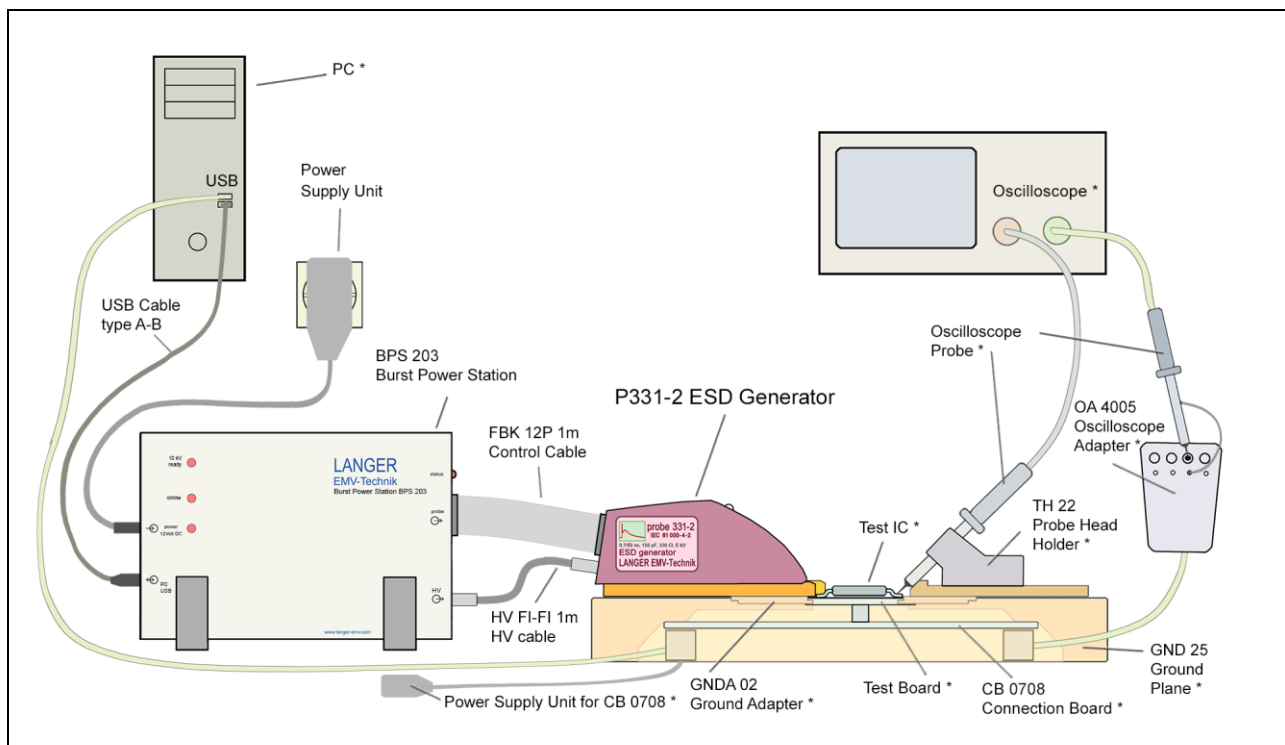 PC *
USB
Power
Supply Unit
USB Cable
type A-B
BPS 203
Burst Power Station
FBK 12P 1m
Control Cable
P331-2 ESD Generator
Oscilloscope *
Oscilloscope
Probe *
OA 4005
Oscilloscope
Adapter *
10 kV
ready
online
power
12Volt DC
PC
USB
LANGER
EMV-Technik
Burst Power Station BPS 203
status
probe
HV
www.langer-emv.com
probe 331-2
IEC 61 000-4-2
ESD generator
LANGER EMV-Technik
Test IC *
TH 22
Probe Head
Holder *
HV FI-FI 1m
HV cable
Power Supply Unit for CB 0708 *
GNDA 02
Ground Adapter *
Test Board *
CB 0708
Connection Board *
GND 25
Ground
Plane *